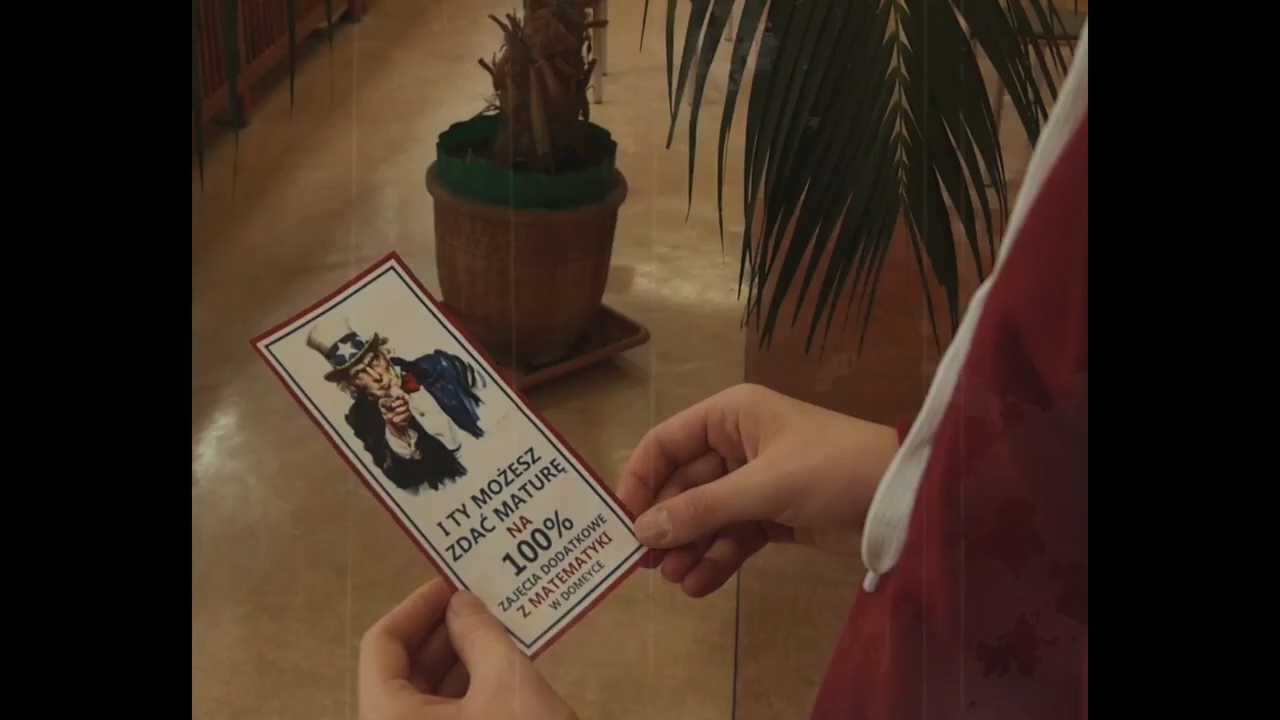 I TY MOŻESZ
ZDAĆ MATURĘ
NA
100%
ZAJĘCIA DODATKOWE
Z MATEMATYKI
W DOMEYCE